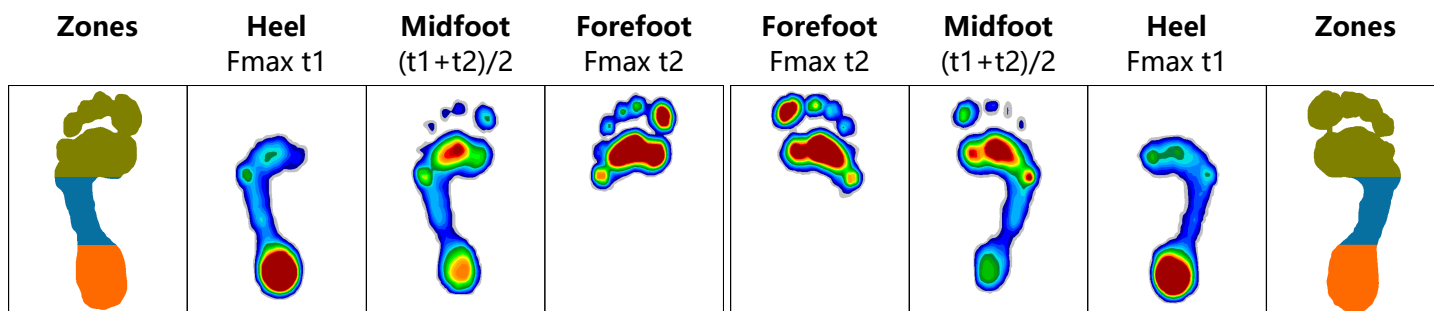 Zones Heel Midfoot Forefoot Forefoot Midfoot Heel Zones
Fmax t1 (t1+t2)/2 Fmax t2 Fmax t2 (t1+t2)/2 Fmax t1